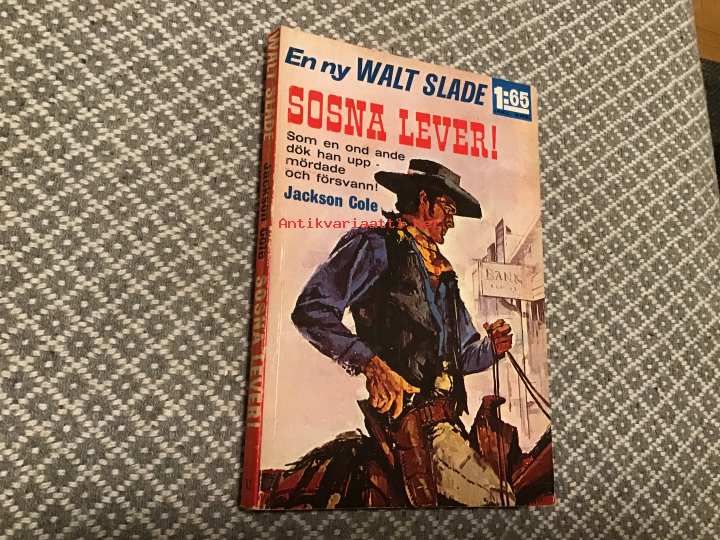 En ny WALT SLADE
1:65
SOSNA LEVER!
Som en ond ande
dök han upp -
mördade
och försvann!
Jackson Cole
BANK
WALT SLADE JACKSON COLE SOSNA LEVER!